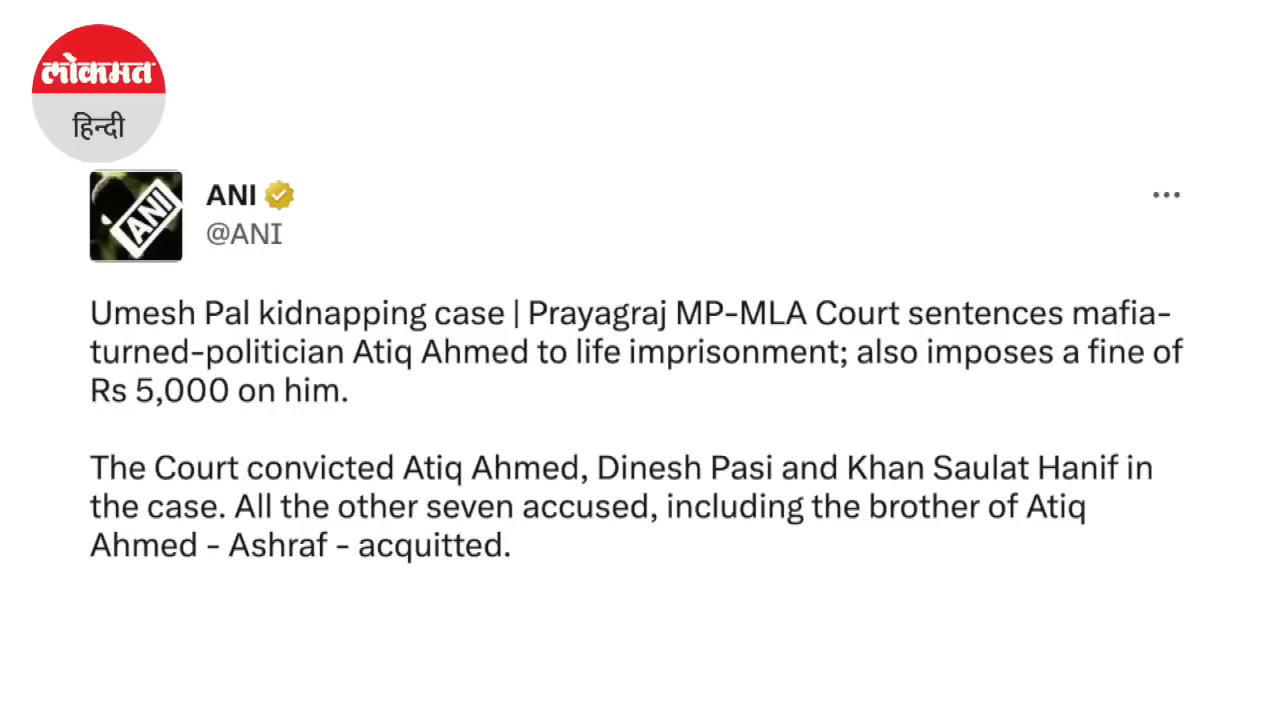 लोकमत
हिन्दी
ANI
ANI
@ANI
Umesh Pal kidnapping case | Prayagraj MP-MLA Court sentences mafia-
turned-politician Atiq Ahmed to life imprisonment; also imposes a fine of
Rs 5,000 on him.
The Court convicted Atiq Ahmed, Dinesh Pasi and Khan Saulat Hanif in
the case. All the other seven accused, including the brother of Atiq
Ahmed - Ashraf - acquitted.